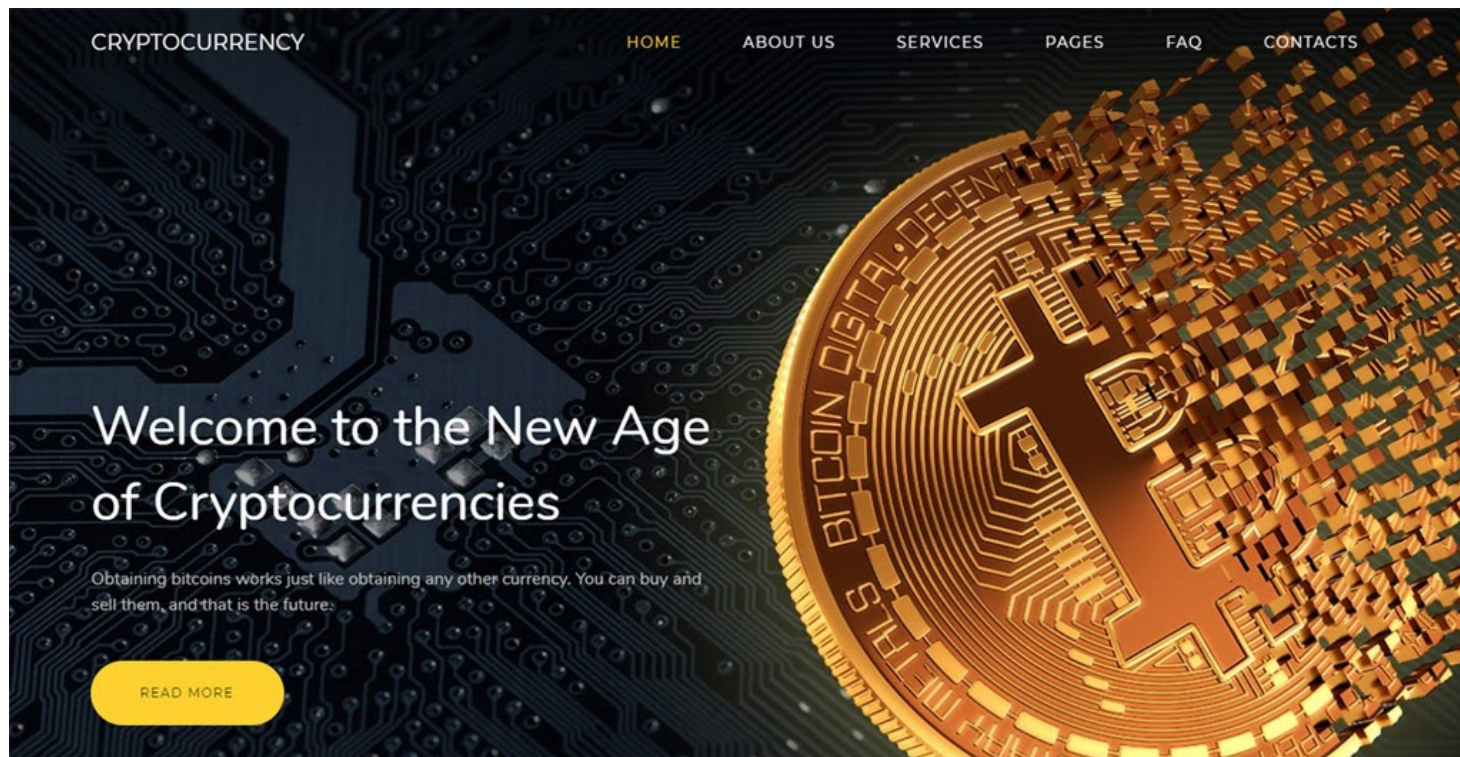 CRYPTOCURRENCY
HOME ABOUT US SERVICES PAGES FAQ CONTACTS
Welcome to the New Age
of Cryptocurrencies
Obtaining bitcoins works just like obtaining any other currency. You can buy and
sell them, and that is the future.
READ MORE
BITCOIN DIGITAL • DECENT
METALS